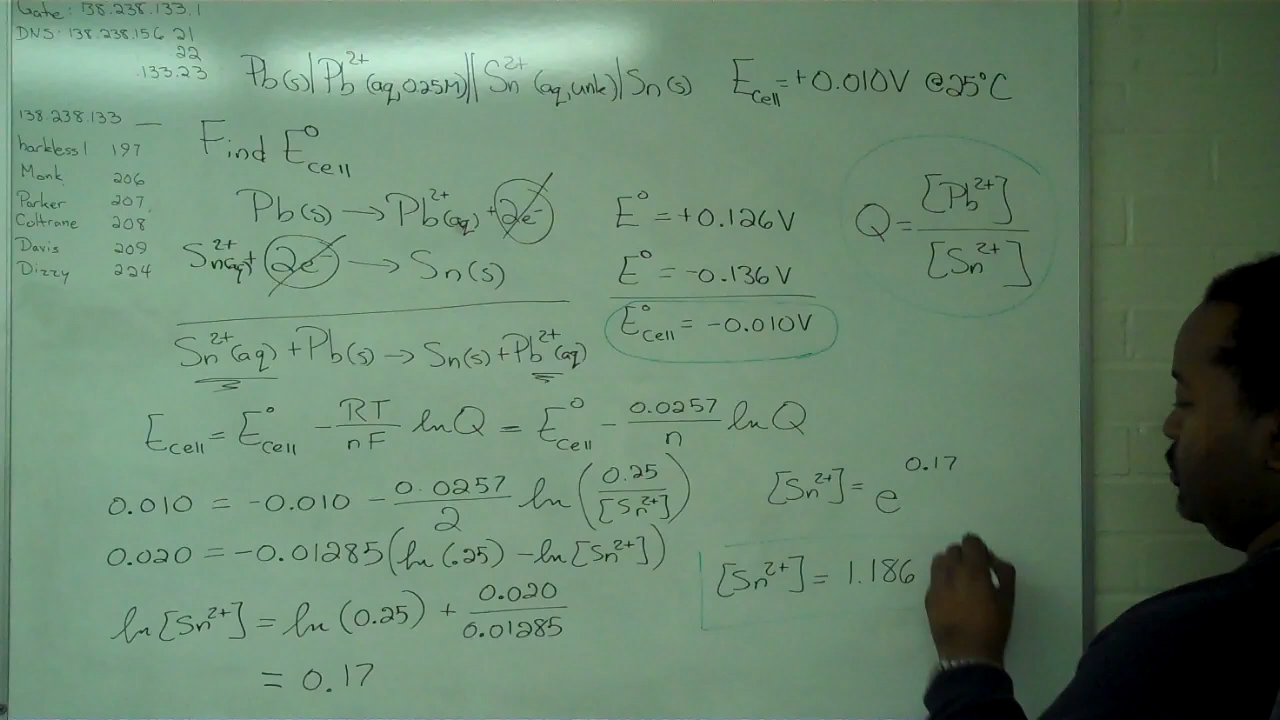 Gate: 138.238.133.1
DNS: 138.238.156 21
22
.133.23
138.238.133 __
harkless1 197
Monk 206
Parker 207
Coltrane 208
Davis 209
Dizzy 224
Pb(s)|Pb²⁺(aq,0.25M)||Sn²⁺(aq,unk)|Sn(s) E_cell=+0.010V @25°C
Find E°cell
Pb(s) → Pb²⁺(aq) + 2e⁻ E° = +0.126V
Sn²⁺(aq) + 2e⁻ → Sn(s) E° = -0.136V
E°cell = -0.010V
Q = [Pb²⁺]/[Sn²⁺]
Sn²⁺(aq) + Pb(s) → Sn(s) + Pb²⁺(aq)
E_cell = E°cell - RT/nF ln Q = E°cell - 0.0257/n ln Q
0.010 = -0.010 - 0.0257/2 ln(0.25/[Sn²⁺])
0.020 = -0.01285(ln(.25) - ln[Sn²⁺])
ln[Sn²⁺] = ln(0.25) + 0.020/0.01285
= 0.17
[Sn²⁺] = e^0.17
[Sn²⁺] = 1.186